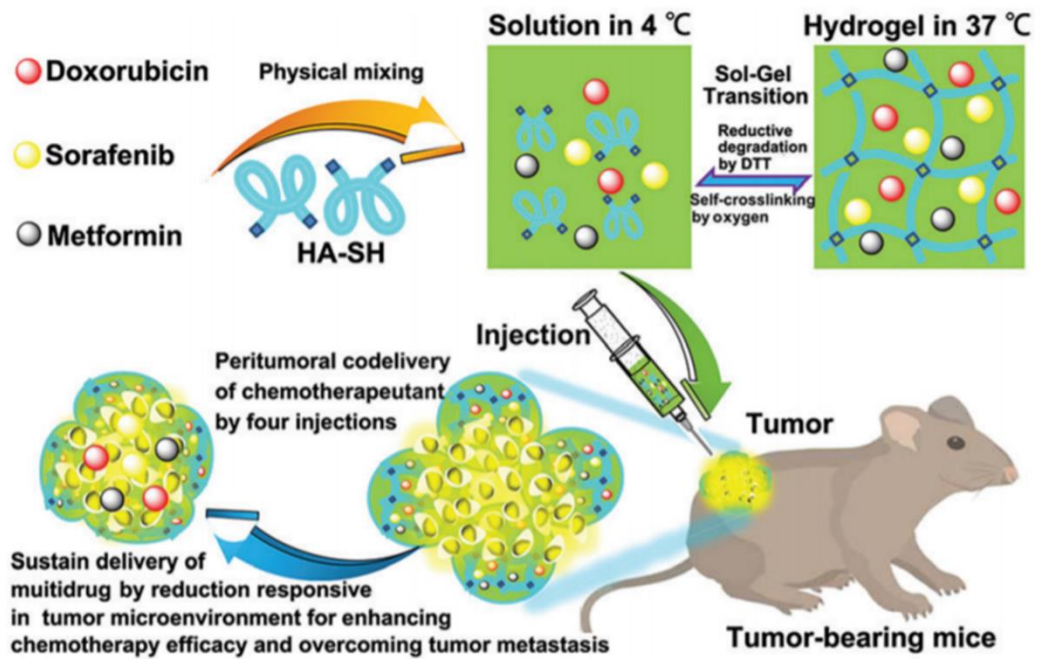 Solution in 4 ℃
Hydrogel in 37 ℃
Doxorubicin
Sorafenib
Metformin
Physical mixing
HA-SH
Sol-Gel
Transition
Reductive
degradation
by DTT
Self-crosslinking
by oxygen
Injection
Peritumoral codelivery
of chemotherapeutant
by four injections
Tumor
Sustain delivery of
muitidrug by reduction responsive
in tumor microenvironment for enhancing
chemotherapy efficacy and overcoming tumor metastasis
Tumor-bearing mice